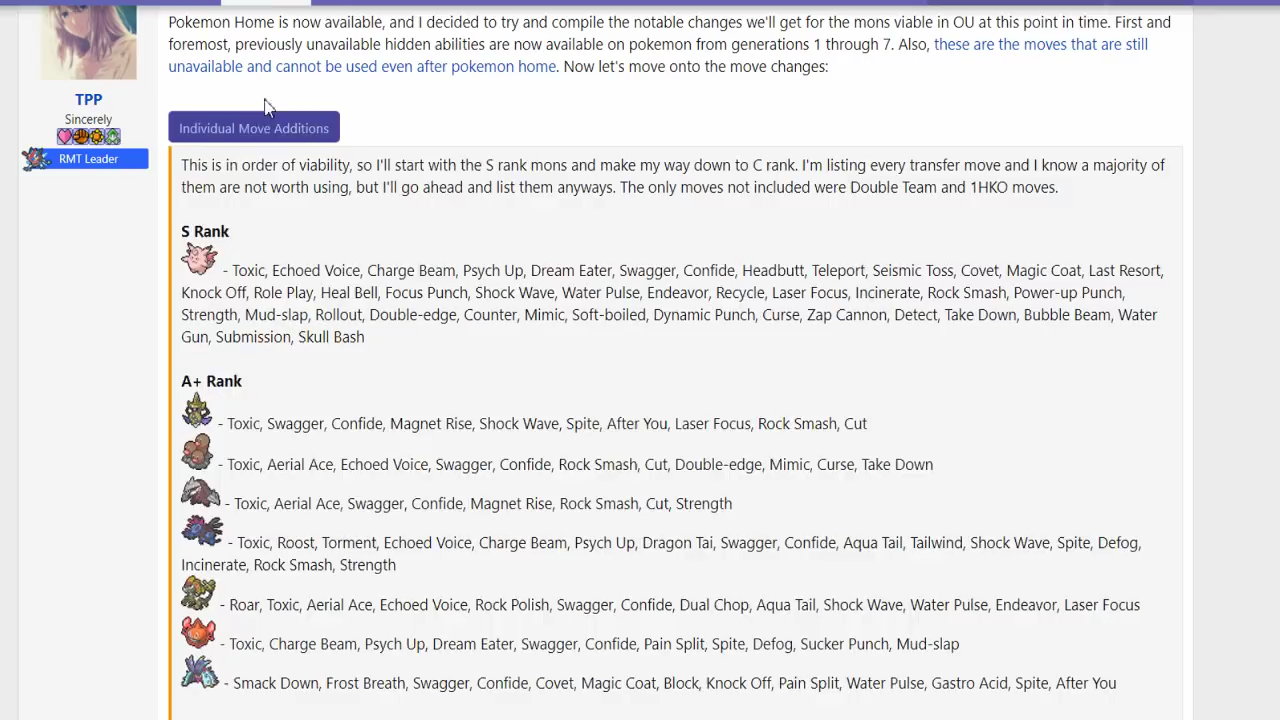 Pokemon Home is now available, and I decided to try and compile the notable changes we'll get for the mons viable in OU at this point in time. First and
foremost, previously unavailable hidden abilities are now available on pokemon from generations 1 through 7. Also, these are the moves that are still
unavailable and cannot be used even after pokemon home. Now let's move onto the move changes:
TPP
Sincerely
RMT Leader
Individual Move Additions
This is in order of viability, so I'll start with the S rank mons and make my way down to C rank. I'm listing every transfer move and I know a majority of
them are not worth using, but I'll go ahead and list them anyways. The only moves not included were Double Team and 1HKO moves.
S Rank
- Toxic, Echoed Voice, Charge Beam, Psych Up, Dream Eater, Swagger, Confide, Headbutt, Teleport, Seismic Toss, Covet, Magic Coat, Last Resort,
Knock Off, Role Play, Heal Bell, Focus Punch, Shock Wave, Water Pulse, Endeavor, Recycle, Laser Focus, Incinerate, Rock Smash, Power-up Punch,
Strength, Mud-slap, Rollout, Double-edge, Counter, Mimic, Soft-boiled, Dynamic Punch, Curse, Zap Cannon, Detect, Take Down, Bubble Beam, Water
Gun, Submission, Skull Bash
A+ Rank
- Toxic, Swagger, Confide, Magnet Rise, Shock Wave, Spite, After You, Laser Focus, Rock Smash, Cut
- Toxic, Aerial Ace, Echoed Voice, Swagger, Confide, Rock Smash, Cut, Double-edge, Mimic, Curse, Take Down
- Toxic, Aerial Ace, Swagger, Confide, Magnet Rise, Rock Smash, Cut, Strength
- Toxic, Roost, Torment, Echoed Voice, Charge Beam, Psych Up, Dragon Tai, Swagger, Confide, Aqua Tail, Tailwind, Shock Wave, Spite, Defog,
Incinerate, Rock Smash, Strength
- Roar, Toxic, Aerial Ace, Echoed Voice, Rock Polish, Swagger, Confide, Dual Chop, Aqua Tail, Shock Wave, Water Pulse, Endeavor, Laser Focus
- Toxic, Charge Beam, Psych Up, Dream Eater, Swagger, Confide, Pain Split, Spite, Defog, Sucker Punch, Mud-slap
- Smack Down, Frost Breath, Swagger, Confide, Covet, Magic Coat, Block, Knock Off, Pain Split, Water Pulse, Gastro Acid, Spite, After You